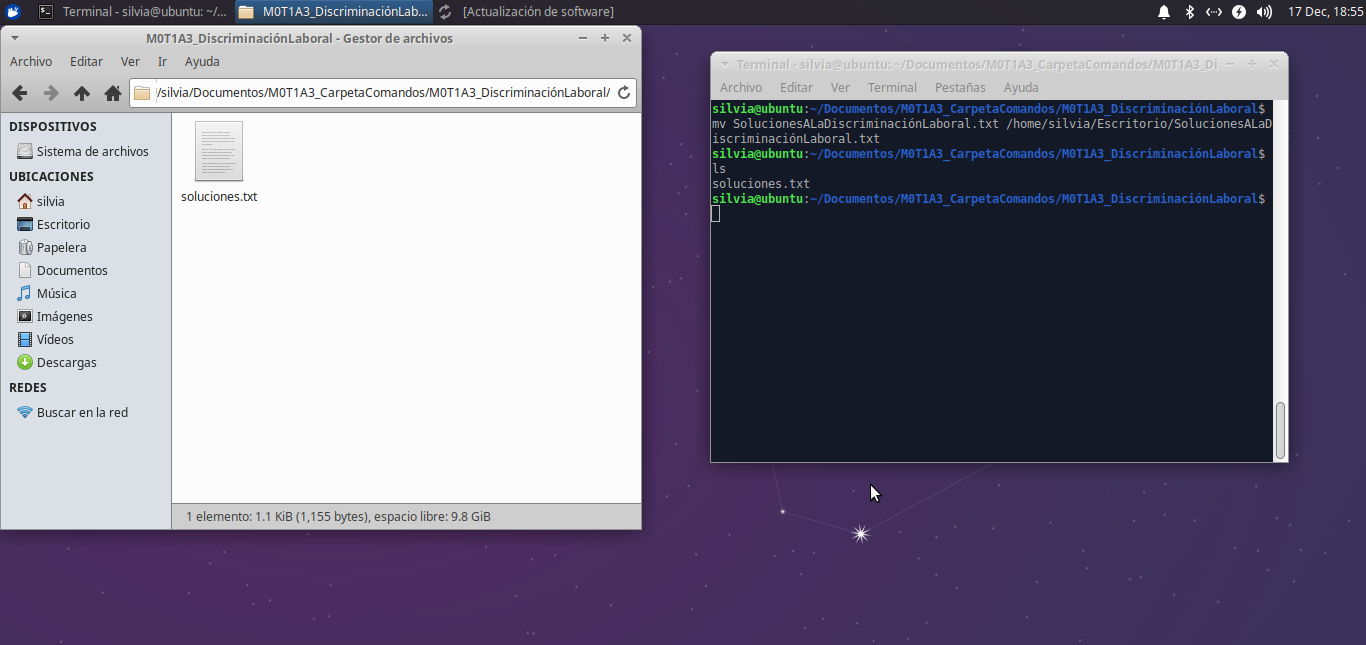 Terminal - silvia@ubuntu: ~/...
M0T1A3_DiscriminaciónLab...
[Actualización de software]
17 Dec, 18:55
M0T1A3_DiscriminaciónLaboral - Gestor de archivos
Archivo Editar Ver Ir Ayuda
/silvia/Documentos/M0T1A3_CarpetaComandos/M0T1A3_DiscriminaciónLaboral/
DISPOSITIVOS
Sistema de archivos
UBICACIONES
silvia
Escritorio
Papelera
Documentos
Música
Imágenes
Vídeos
Descargas
REDES
Buscar en la red
soluciones.txt
1 elemento: 1.1 KiB (1,155 bytes), espacio libre: 9.8 GiB
Terminal - silvia@ubuntu: ~/Documentos/M0T1A3_CarpetaComandos/M0T1A3_Di
Archivo Editar Ver Terminal Pestañas Ayuda
silvia@ubuntu:~/Documentos/M0T1A3_CarpetaComandos/M0T1A3_DiscriminaciónLaboral$
mv SolucionesALaDiscriminaciónLaboral.txt /home/silvia/Escritorio/SolucionesALaD
iscriminaciónLaboral.txt
silvia@ubuntu:~/Documentos/M0T1A3_CarpetaComandos/M0T1A3_DiscriminaciónLaboral$
ls
soluciones.txt
silvia@ubuntu:~/Documentos/M0T1A3_CarpetaComandos/M0T1A3_DiscriminaciónLaboral$